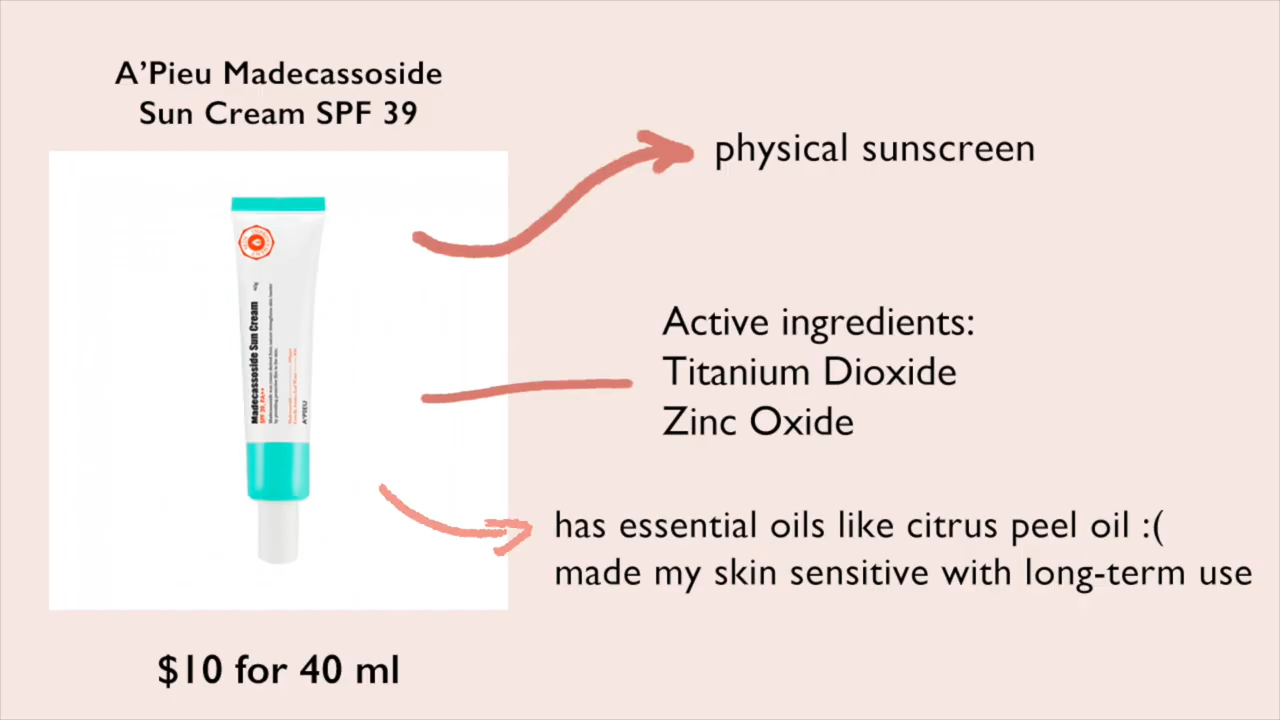 A'Pieu Madecassoside
Sun Cream SPF 39
physical sunscreen
Madecassoside Sun Cream
A'PIEU
Active ingredients:
Titanium Dioxide
Zinc Oxide
has essential oils like citrus peel oil :(
made my skin sensitive with long-term use
$10 for 40 ml